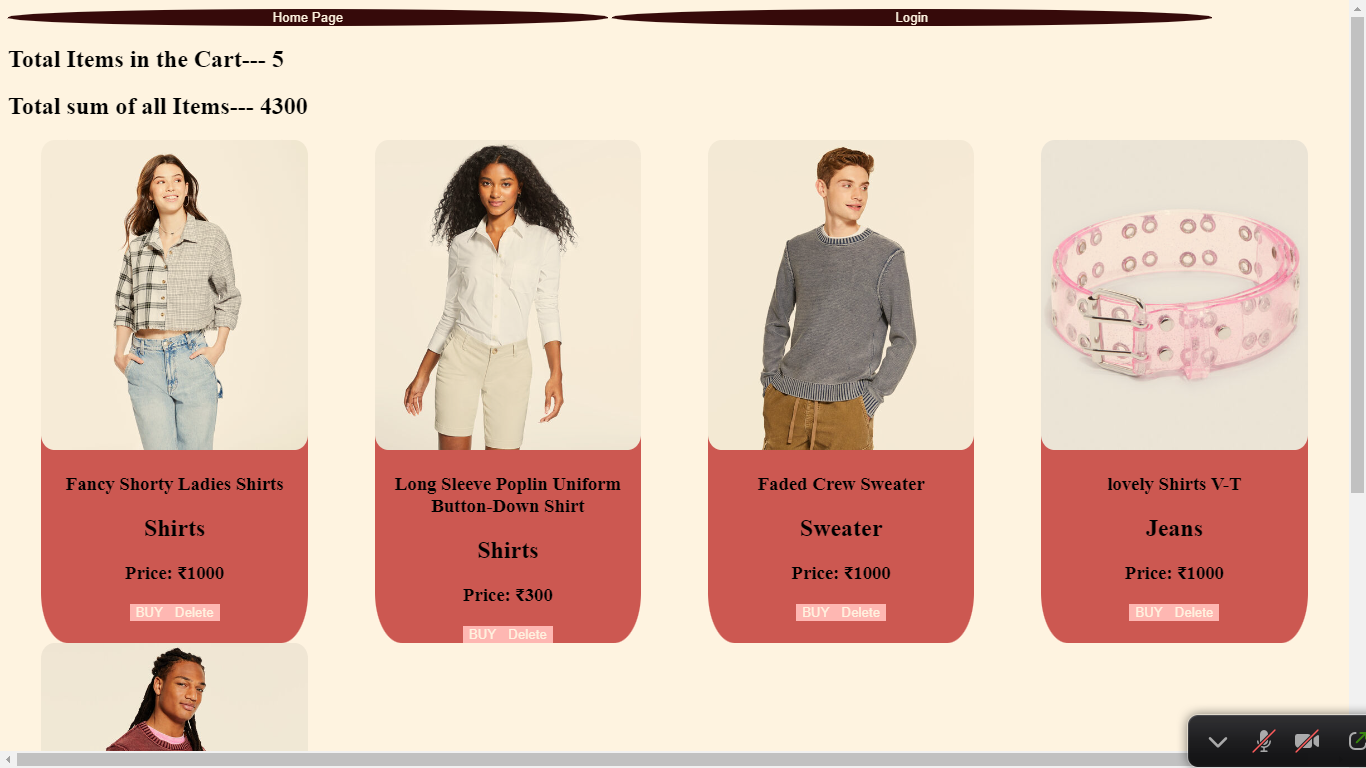 Home Page
Login
Total Items in the Cart--- 5
Total sum of all Items--- 4300
Fancy Shorty Ladies Shirts
Shirts
Price: ₹1000
BUY Delete
Long Sleeve Poplin Uniform
Button-Down Shirt
Shirts
Price: ₹300
BUY Delete
Faded Crew Sweater
Sweater
Price: ₹1000
BUY Delete
lovely Shirts V-T
Jeans
Price: ₹1000
BUY Delete